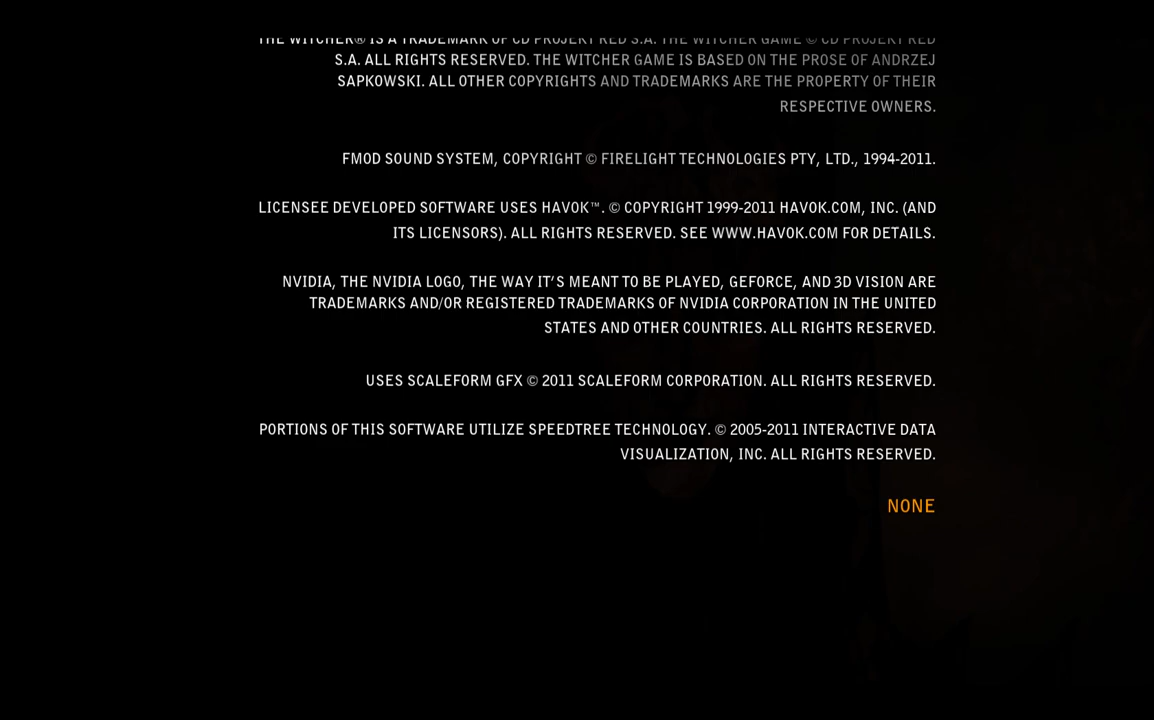 THE WITCHER® IS A TRADEMARK OF CD PROJEKT RED S.A. THE WITCHER GAME © CD PROJEKT RED
S.A. ALL RIGHTS RESERVED. THE WITCHER GAME IS BASED ON THE PROSE OF ANDRZEJ
SAPKOWSKI. ALL OTHER COPYRIGHTS AND TRADEMARKS ARE THE PROPERTY OF THEIR
RESPECTIVE OWNERS.
FMOD SOUND SYSTEM, COPYRIGHT © FIRELIGHT TECHNOLOGIES PTY, LTD., 1994-2011.
LICENSEE DEVELOPED SOFTWARE USES HAVOK™. © COPYRIGHT 1999-2011 HAVOK.COM, INC. (AND
ITS LICENSORS). ALL RIGHTS RESERVED. SEE WWW.HAVOK.COM FOR DETAILS.
NVIDIA, THE NVIDIA LOGO, THE WAY IT'S MEANT TO BE PLAYED, GEFORCE, AND 3D VISION ARE
TRADEMARKS AND/OR REGISTERED TRADEMARKS OF NVIDIA CORPORATION IN THE UNITED
STATES AND OTHER COUNTRIES. ALL RIGHTS RESERVED.
USES SCALEFORM GFX © 2011 SCALEFORM CORPORATION. ALL RIGHTS RESERVED.
PORTIONS OF THIS SOFTWARE UTILIZE SPEEDTREE TECHNOLOGY. © 2005-2011 INTERACTIVE DATA
VISUALIZATION, INC. ALL RIGHTS RESERVED.
NONE